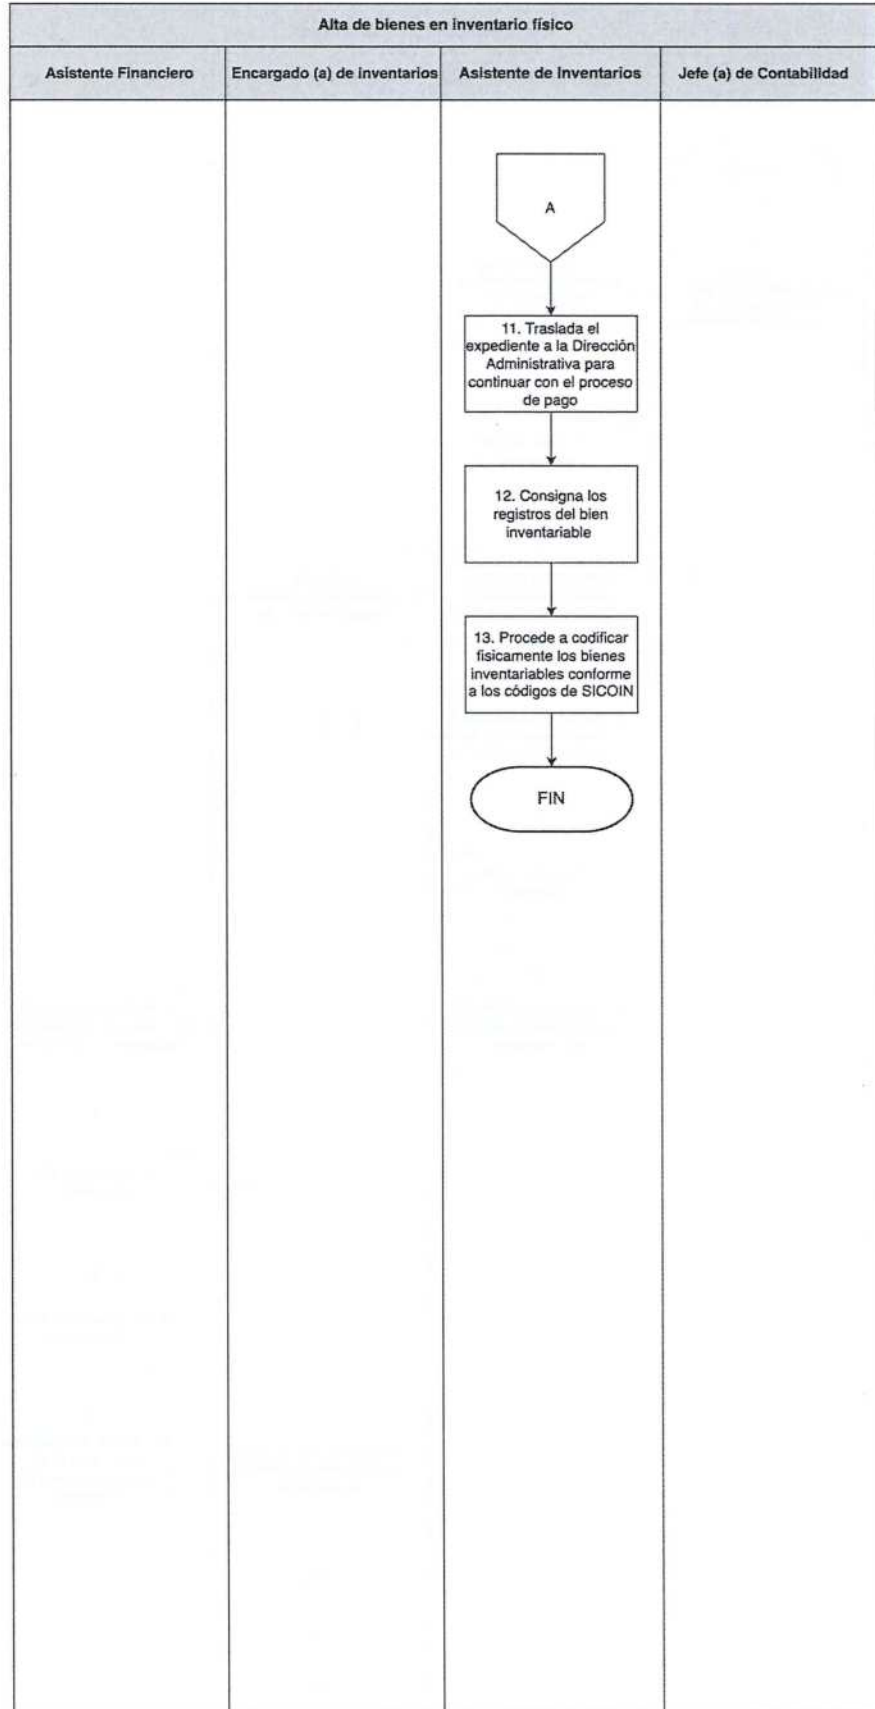 Alta de bienes en inventario físico
Asistente Financiero
Encargado (a) de inventarios
Asistente de Inventarios
Jefe (a) de Contabilidad
A
11. Traslada el
expediente a la Dirección
Administrativa para
continuar con el proceso
de pago
12. Consigna los
registros del bien
inventariable
13. Procede a codificar
físicamente los bienes
inventariables conforme
a los códigos de SICOIN
FIN